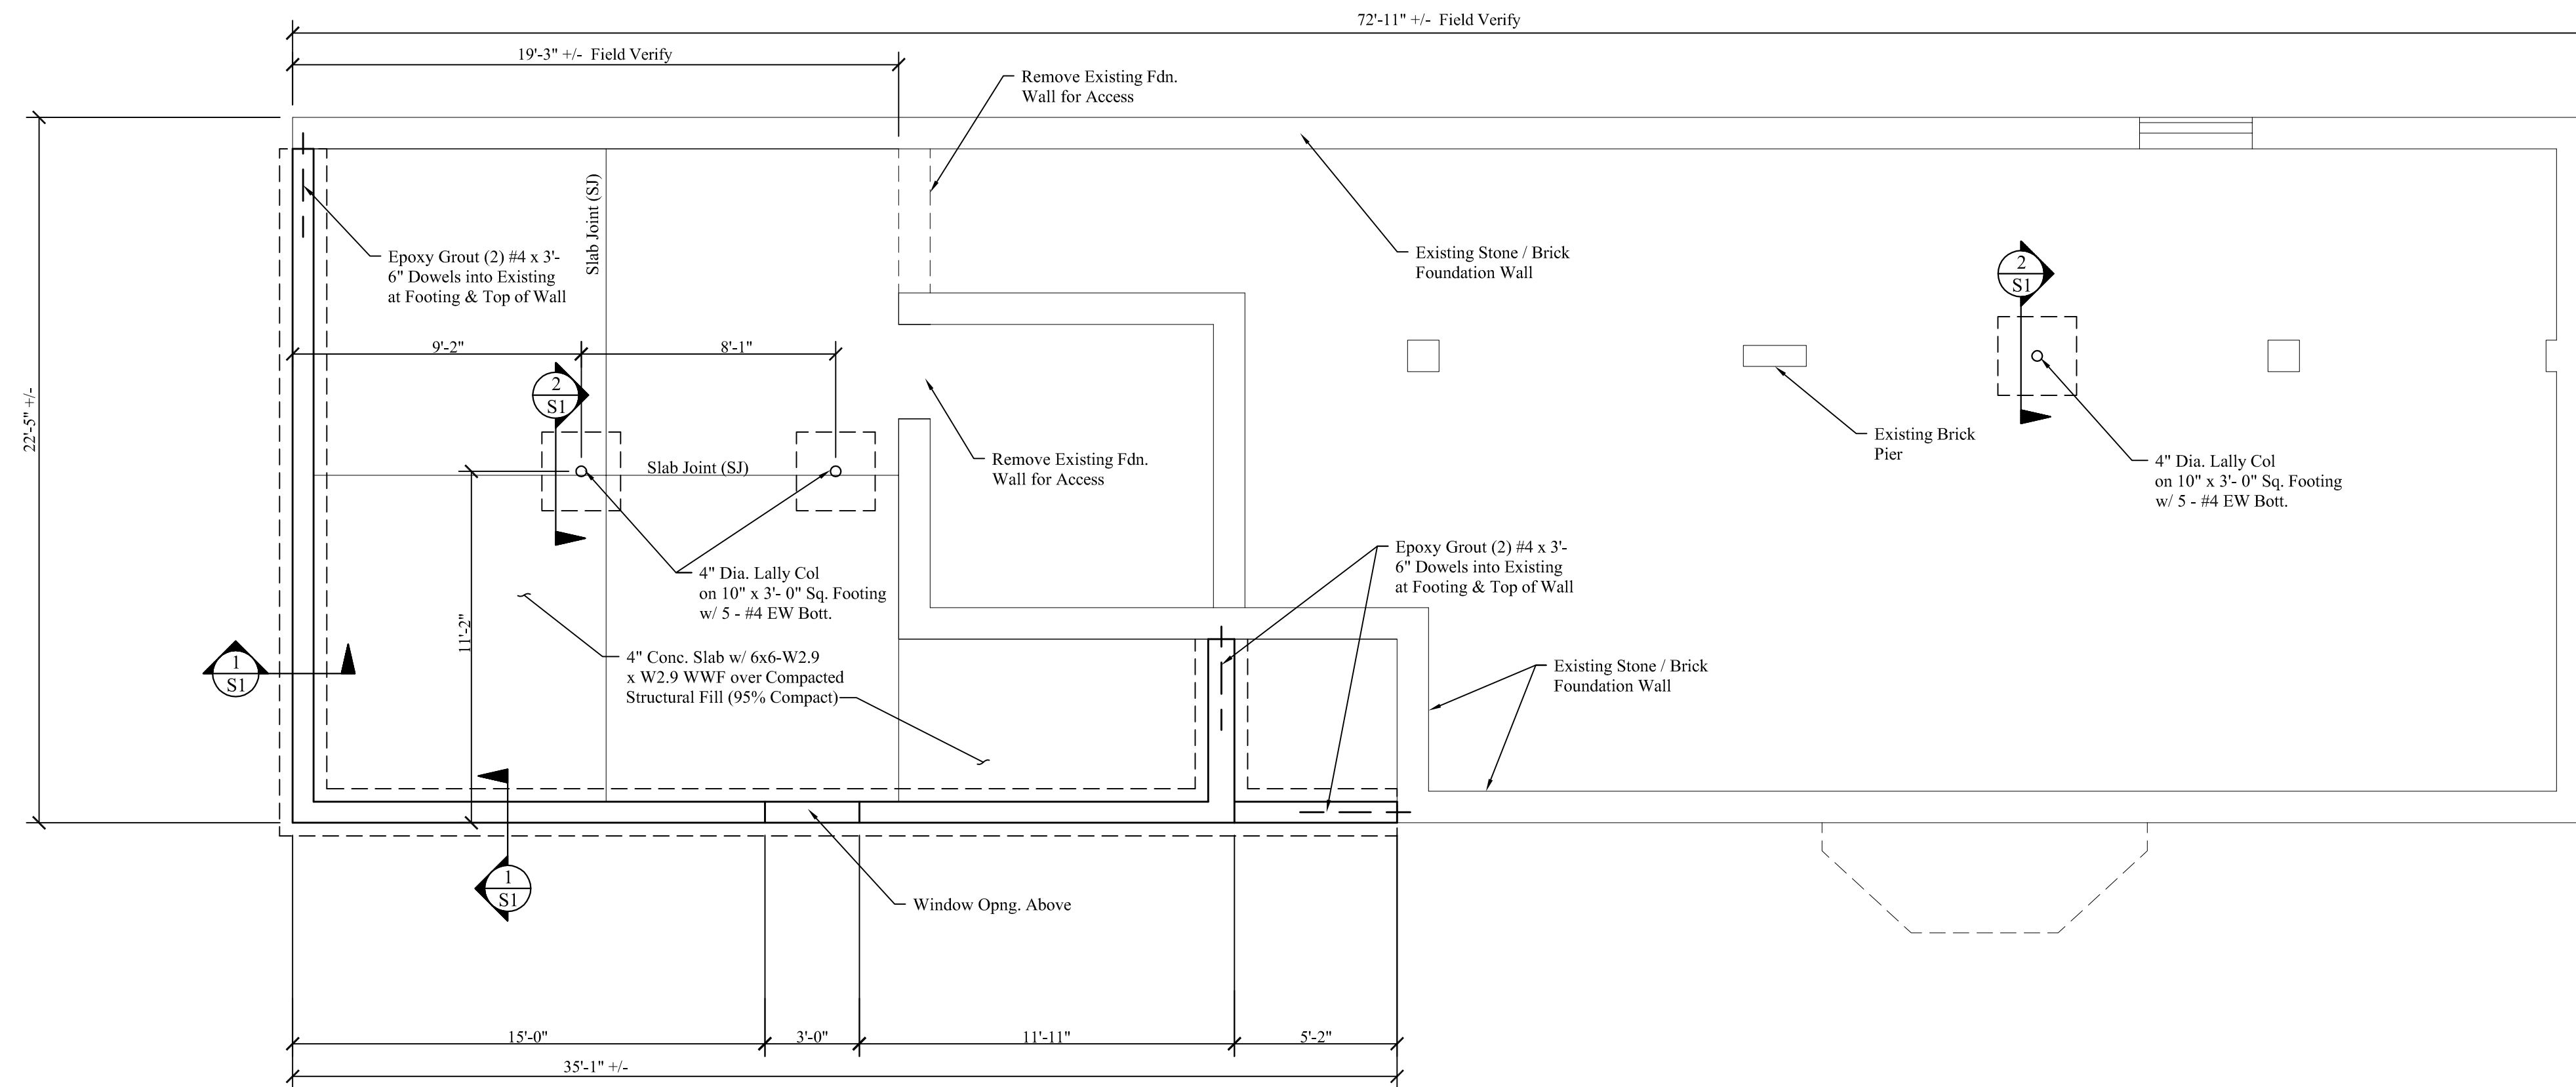 72'-11" +/-  Field Verify
19'-3" +/-  Field Verify
Remove Existing Fdn.
Wall for Access
22'-5" +/-
Slab Joint (SJ)
Epoxy Grout (2) #4 x 3'-
6" Dowels into Existing
at Footing & Top of Wall
Existing Stone / Brick
Foundation Wall
2
S1
9'-2"
8'-1"
2
S1
Existing Brick
Pier
Remove Existing Fdn.
Wall for Access
4" Dia. Lally Col
on 10" x 3'- 0" Sq. Footing
w/ 5 - #4 EW Bott.
Slab Joint (SJ)
Epoxy Grout (2) #4 x 3'-
6" Dowels into Existing
at Footing & Top of Wall
4" Dia. Lally Col
on 10" x 3'- 0" Sq. Footing
w/ 5 - #4 EW Bott.
11'-2"
1
S1
4" Conc. Slab w/ 6x6-W2.9
x W2.9 WWF over Compacted
Structural Fill (95% Compact)
Existing Stone / Brick
Foundation Wall
1
S1
Window Opng. Above
15'-0"
3'-0"
11'-11"
5'-2"
35'-1" +/-